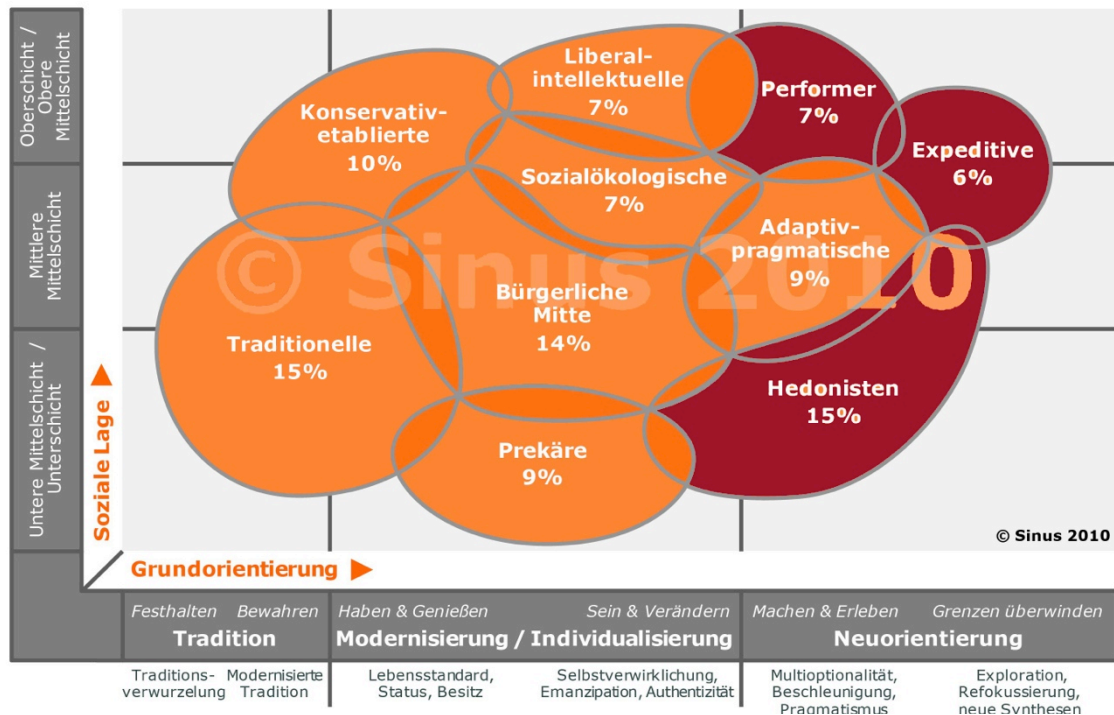 Oberschicht /
Obere
Mittelschicht
Mittlere
Mittelschicht
Untere Mittelschicht /
Unterschicht
Soziale Lage
Konservativ-
etablierte
10%
Liberal-
intellektuelle
7%
Performer
7%
Expeditive
6%
Sozialökologische
7%
Adaptiv-
pragmatische
9%
© Sinus 2010
Bürgerliche
Mitte
14%
Traditionelle
15%
Hedonisten
15%
Prekäre
9%
© Sinus 2010
Grundorientierung
Festhalten Bewahren
Tradition
Haben & Genießen Sein & Verändern
Modernisierung / Individualisierung
Machen & Erleben Grenzen überwinden
Neuorientierung
Traditions-
verwurzelung
Modernisierte
Tradition
Lebensstandard,
Status, Besitz
Selbstverwirklichung,
Emanzipation, Authentizität
Multioptionalität,
Beschleunigung,
Pragmatismus
Exploration,
Refokussierung,
neue Synthesen